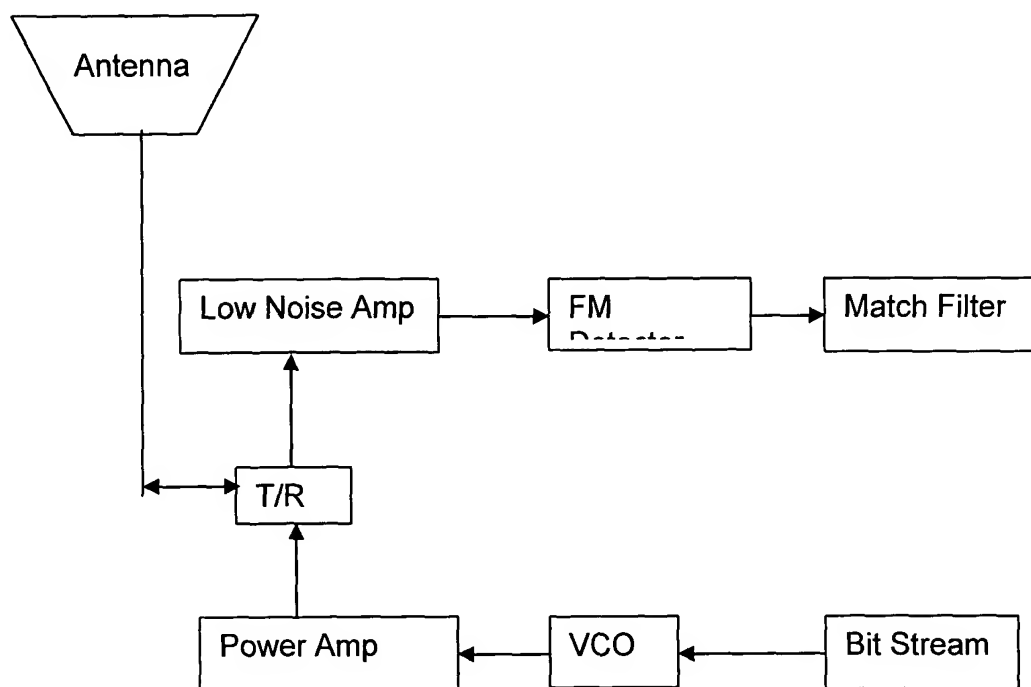 Antenna
Low Noise Amp
FM
Match Filter
T/R
Power Amp
VCO
Bit Stream